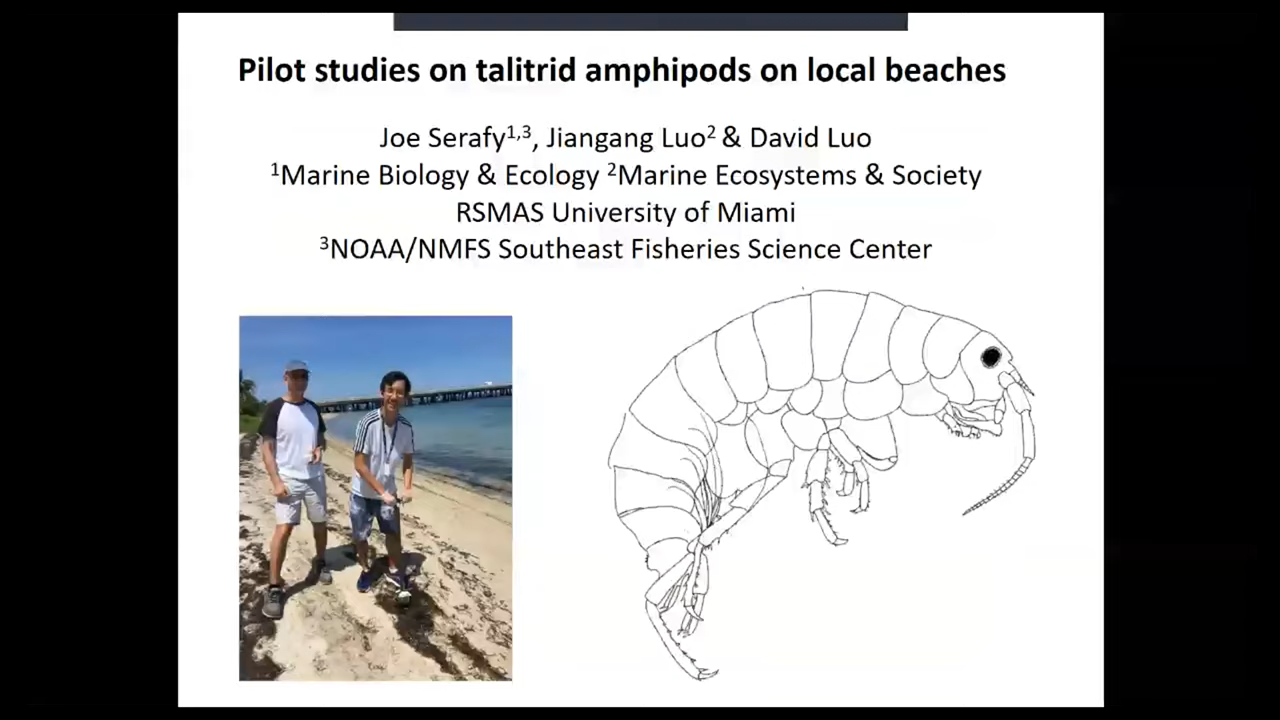 Pilot studies on talitrid amphipods on local beaches
Joe Serafy1,3, Jiangang Luo2 & David Luo
1Marine Biology & Ecology 2Marine Ecosystems & Society
RSMAS University of Miami
3NOAA/NMFS Southeast Fisheries Science Center